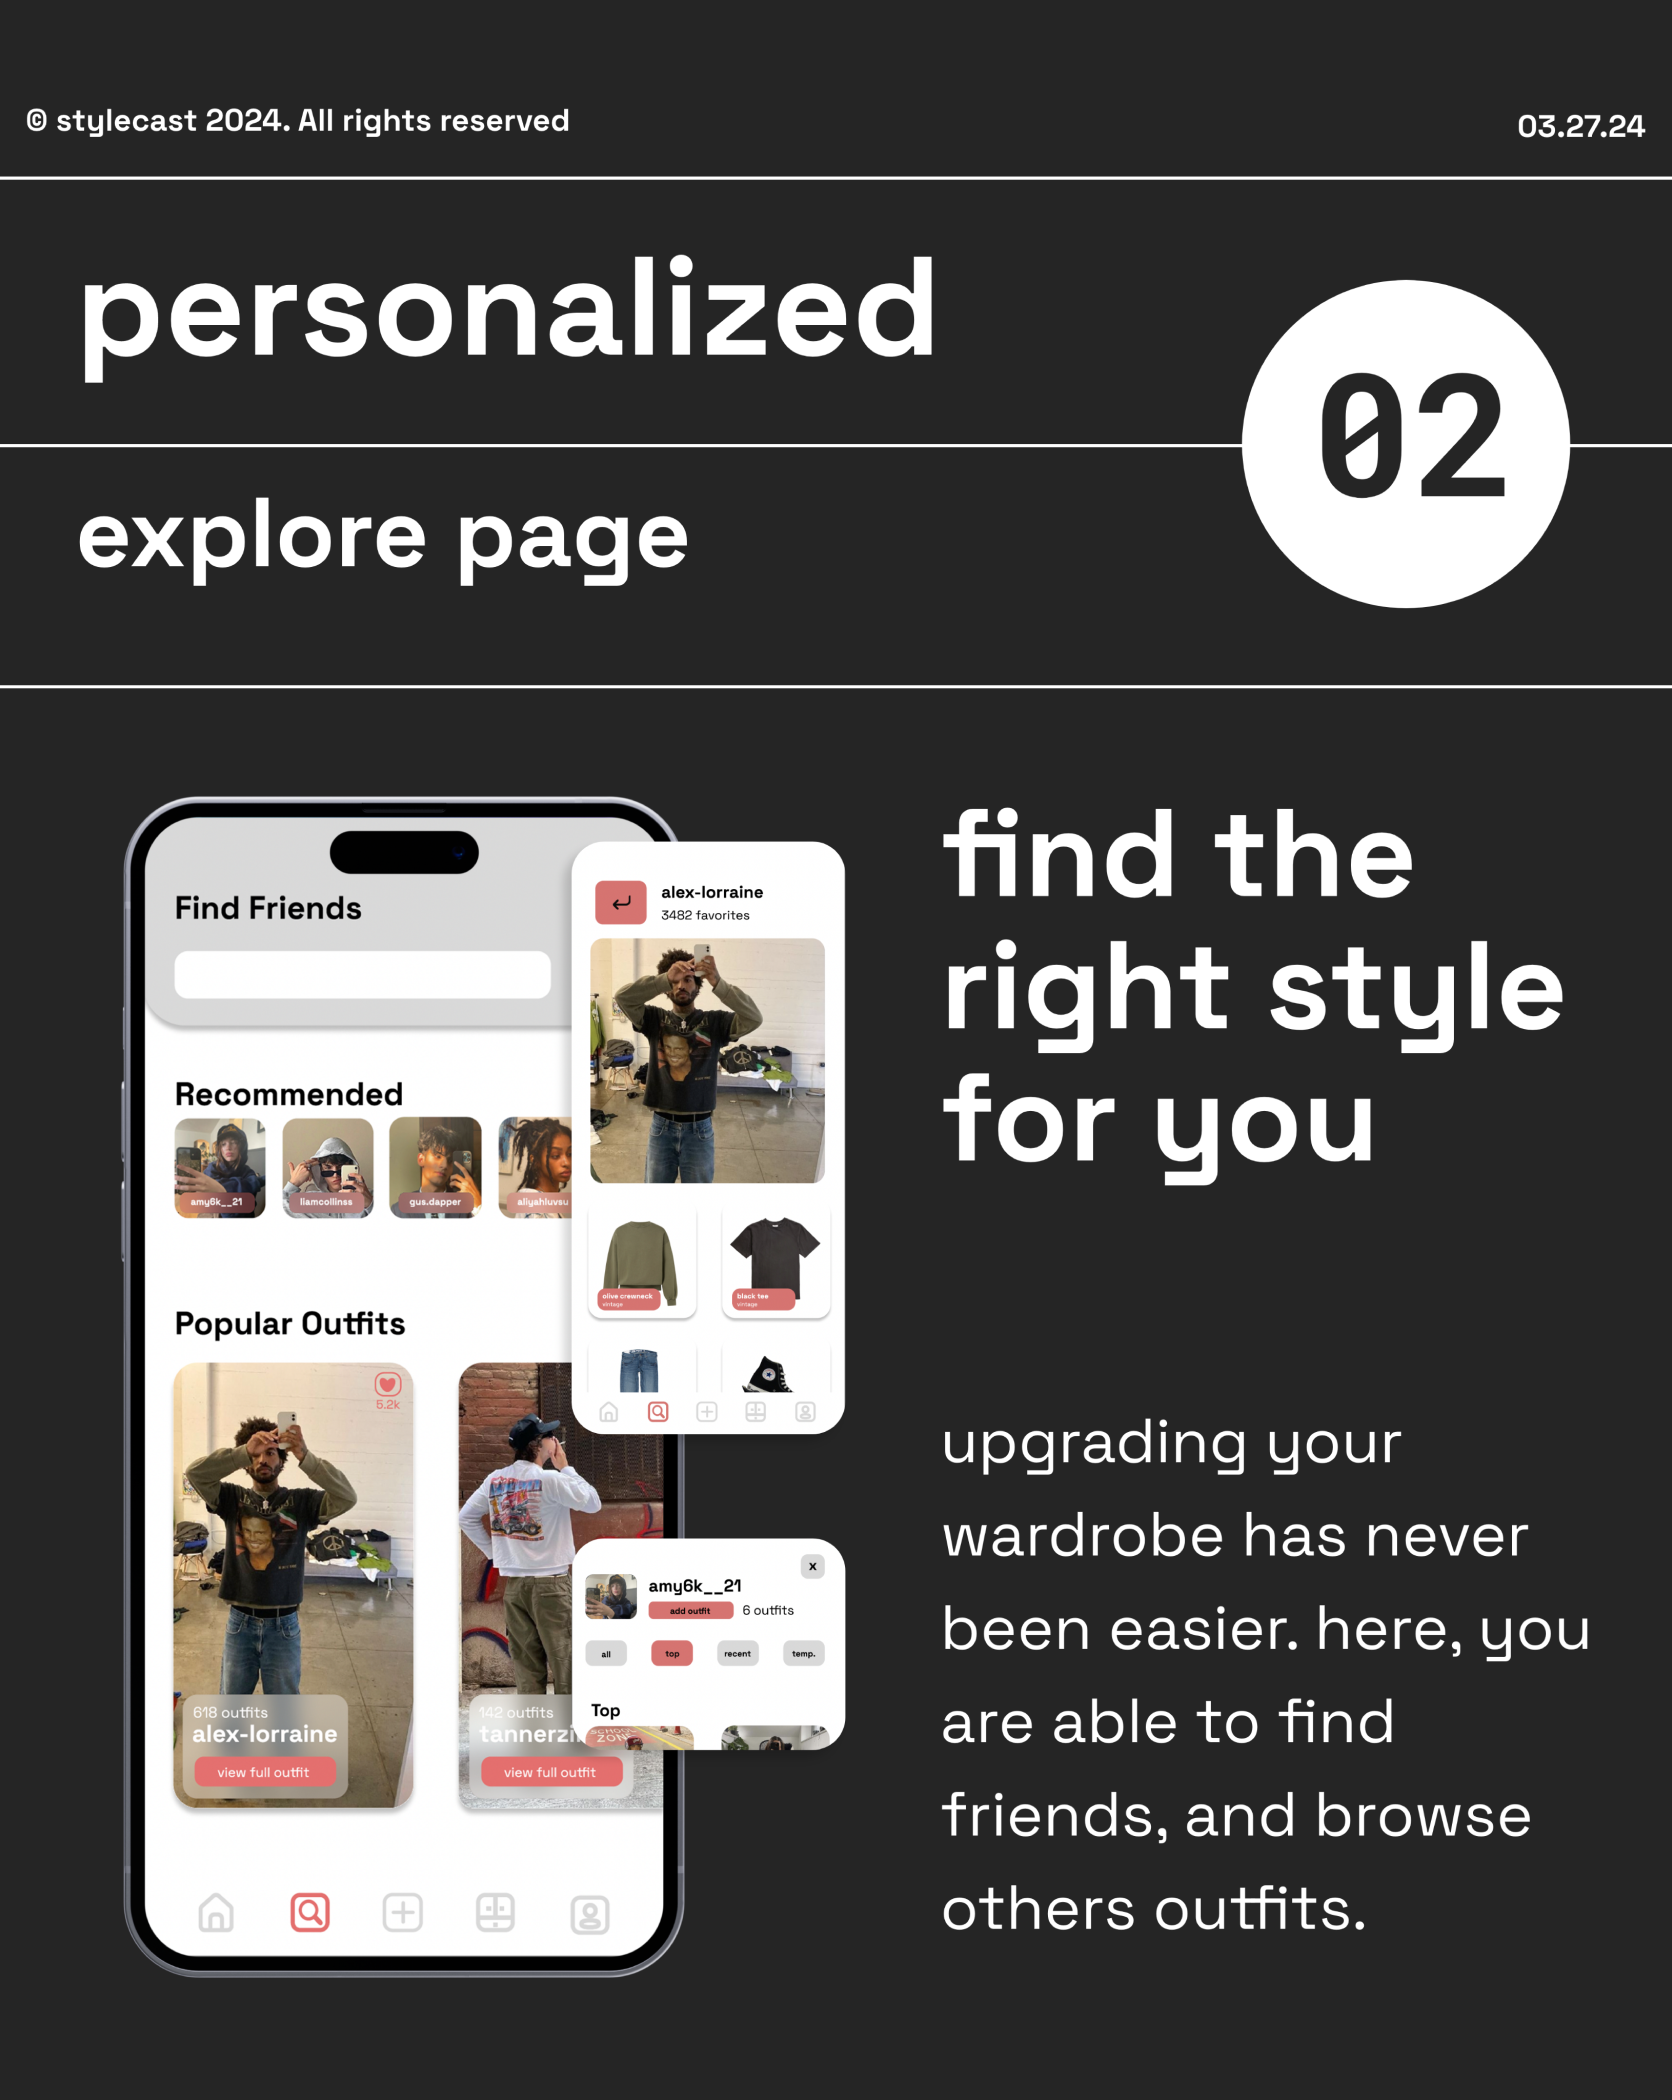 © stylecast 2024. All rights reserved
03.27.24
personalized
02
explore page
find the
right style
for you
upgrading your
wardrobe has never
been easier. here, you
are able to find
friends, and browse
others outfits.
Find Friends
Recommended
amy6k__21
liamcollinss
gus.dapper
aliyahluvsu
Popular Outfits
5.2k
618 outfits
alex-lorraine
view full outfit
142 outfits
view full outfit
alex-lorraine
3482 favorites
olive crewneck
vintage
black tee
vintage
x
amy6k__21
add outfit 6 outfits
all top recent temp.
Top
SCHOOL
ZONE